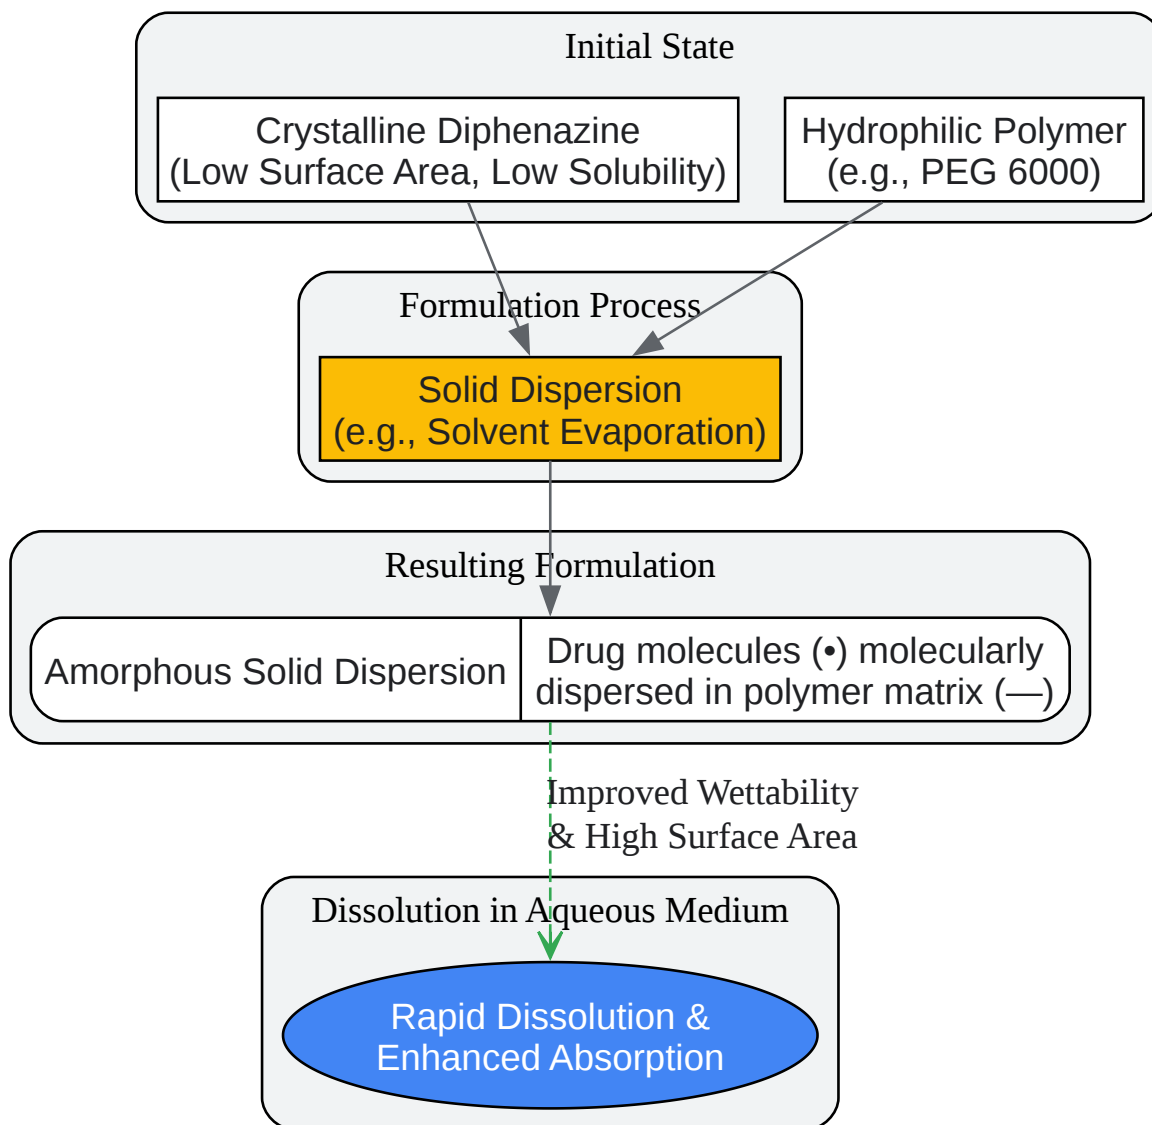 Initial State
Crystalline Diphenazine
(Low Surface Area, Low Solubility)
Hydrophilic Polymer
(e.g., PEG 6000)
Formulation Process
Solid Dispersion
(e.g., Solvent Evaporation)
Resulting Formulation
Amorphous Solid Dispersion
Drug molecules (•) molecularly
dispersed in polymer matrix (—)
Improved Wettability
& High Surface Area
Dissolution in Aqueous Medium
Rapid Dissolution &
Enhanced Absorption